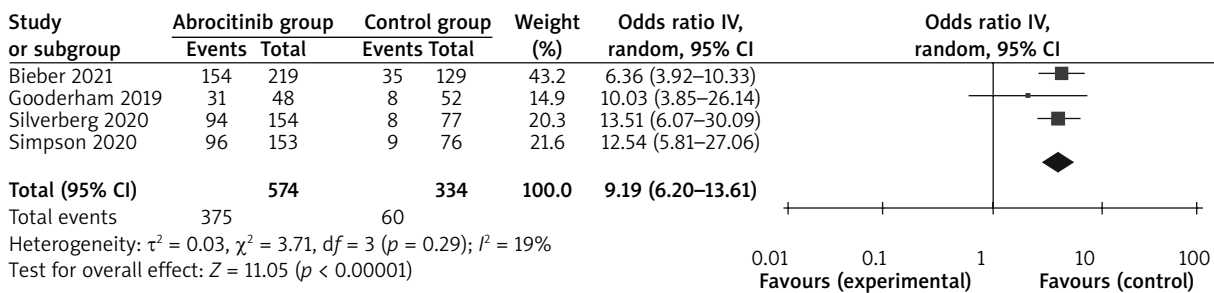 Study Abrocitinib group Control group Weight Odds ratio IV, Odds ratio IV,
or subgroup Events Total Events Total (%) random, 95% CI random, 95% CI
Bieber 2021 154 219 35 129 43.2 6.36 (3.92–10.33)
Gooderham 2019 31 48 8 52 14.9 10.03 (3.85–26.14)
Silverberg 2020 94 154 8 77 20.3 13.51 (6.07–30.09)
Simpson 2020 96 153 9 76 21.6 12.54 (5.81–27.06)
Total (95% CI) 574 334 100.0 9.19 (6.20–13.61)
Total events 375 60
Heterogeneity: τ² = 0.03, χ² = 3.71, df = 3 (p = 0.29); I² = 19%
Test for overall effect: Z = 11.05 (p < 0.00001)
0.01 0.1 1 10 100
Favours (experimental) Favours (control)